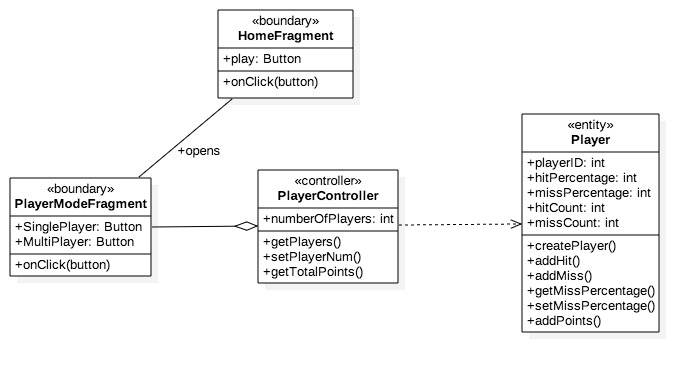 «boundary»
HomeFragment
+play: Button
+onClick(button)
+opens
«boundary»
PlayerModeFragment
+SinglePlayer: Button
+MultiPlayer: Button
+onClick(button)
«controller»
PlayerController
+numberOfPlayers: int
+getPlayers()
+setPlayerNum()
+getTotalPoints()
«entity»
Player
+playerID: int
+hitPercentage: int
+missPercentage: int
+hitCount: int
+missCount: int
+createPlayer()
+addHit()
+addMiss()
+getMissPercentage()
+setMissPercentage()
+addPoints()